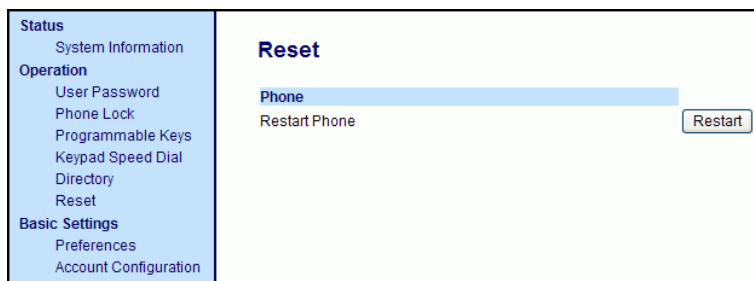 Status
System Information
Operation
User Password
Phone Lock
Programmable Keys
Keypad Speed Dial
Directory
Reset
Basic Settings
Preferences
Account Configuration
Reset
Phone
Restart Phone
Restart